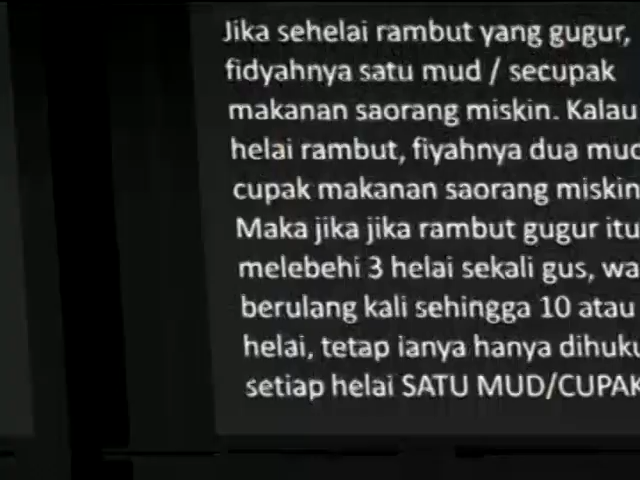 Jika sehelai rambut yang gugur,
fidyahnya satu mud / secupak
makanan saorang miskin. Kalau
helai rambut, fiyahnya dua mud
cupak makanan saorang miskin
Maka jika jika rambut gugur itu
melebehi 3 helai sekali gus,
berulang kali sehingga 10 atau
helai, tetap ianya hanya
setiap helai SATU MUD/CUPAK